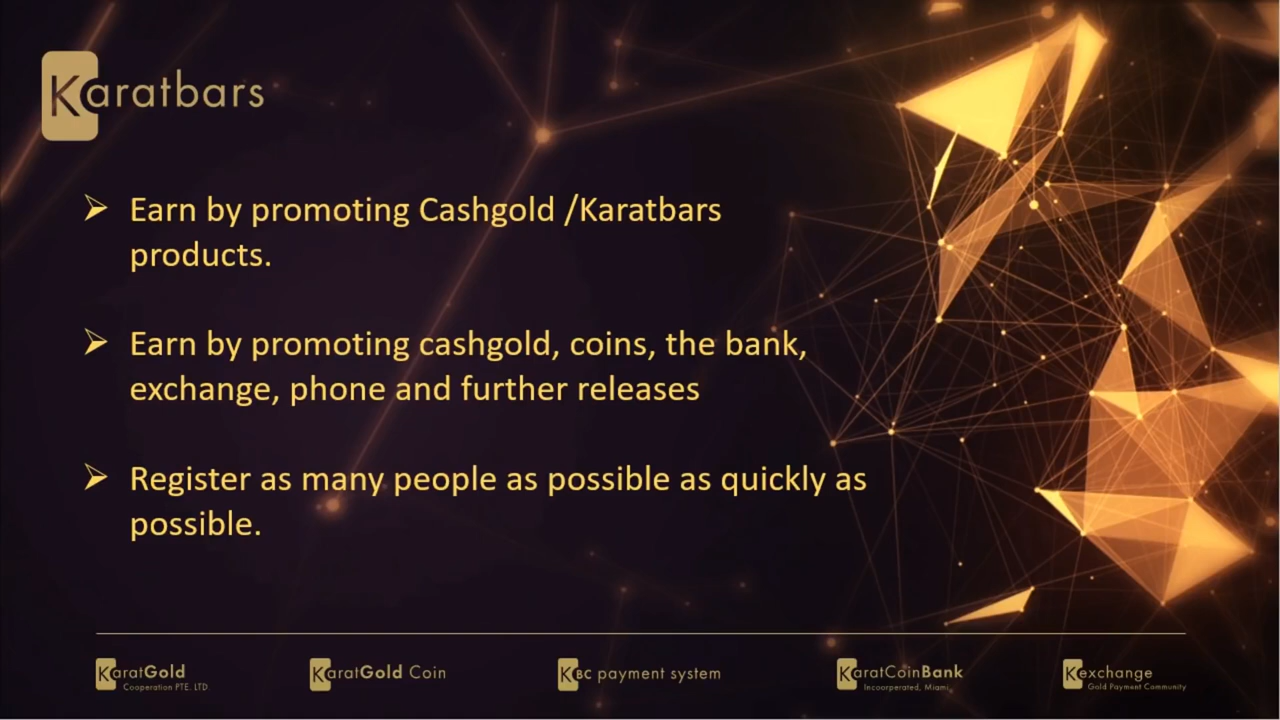 Karatbars
➢ Earn by promoting Cashgold /Karatbars
products.
➢ Earn by promoting cashgold, coins, the bank,
exchange, phone and further releases
➢ Register as many people as possible as quickly as
possible.
KaratGold
Cooperation PTE. LTD.
KaratGold Coin
KBC payment system
KaratCoinBank
Incoorperated, Miami
Kexchange
Gold Payment Community